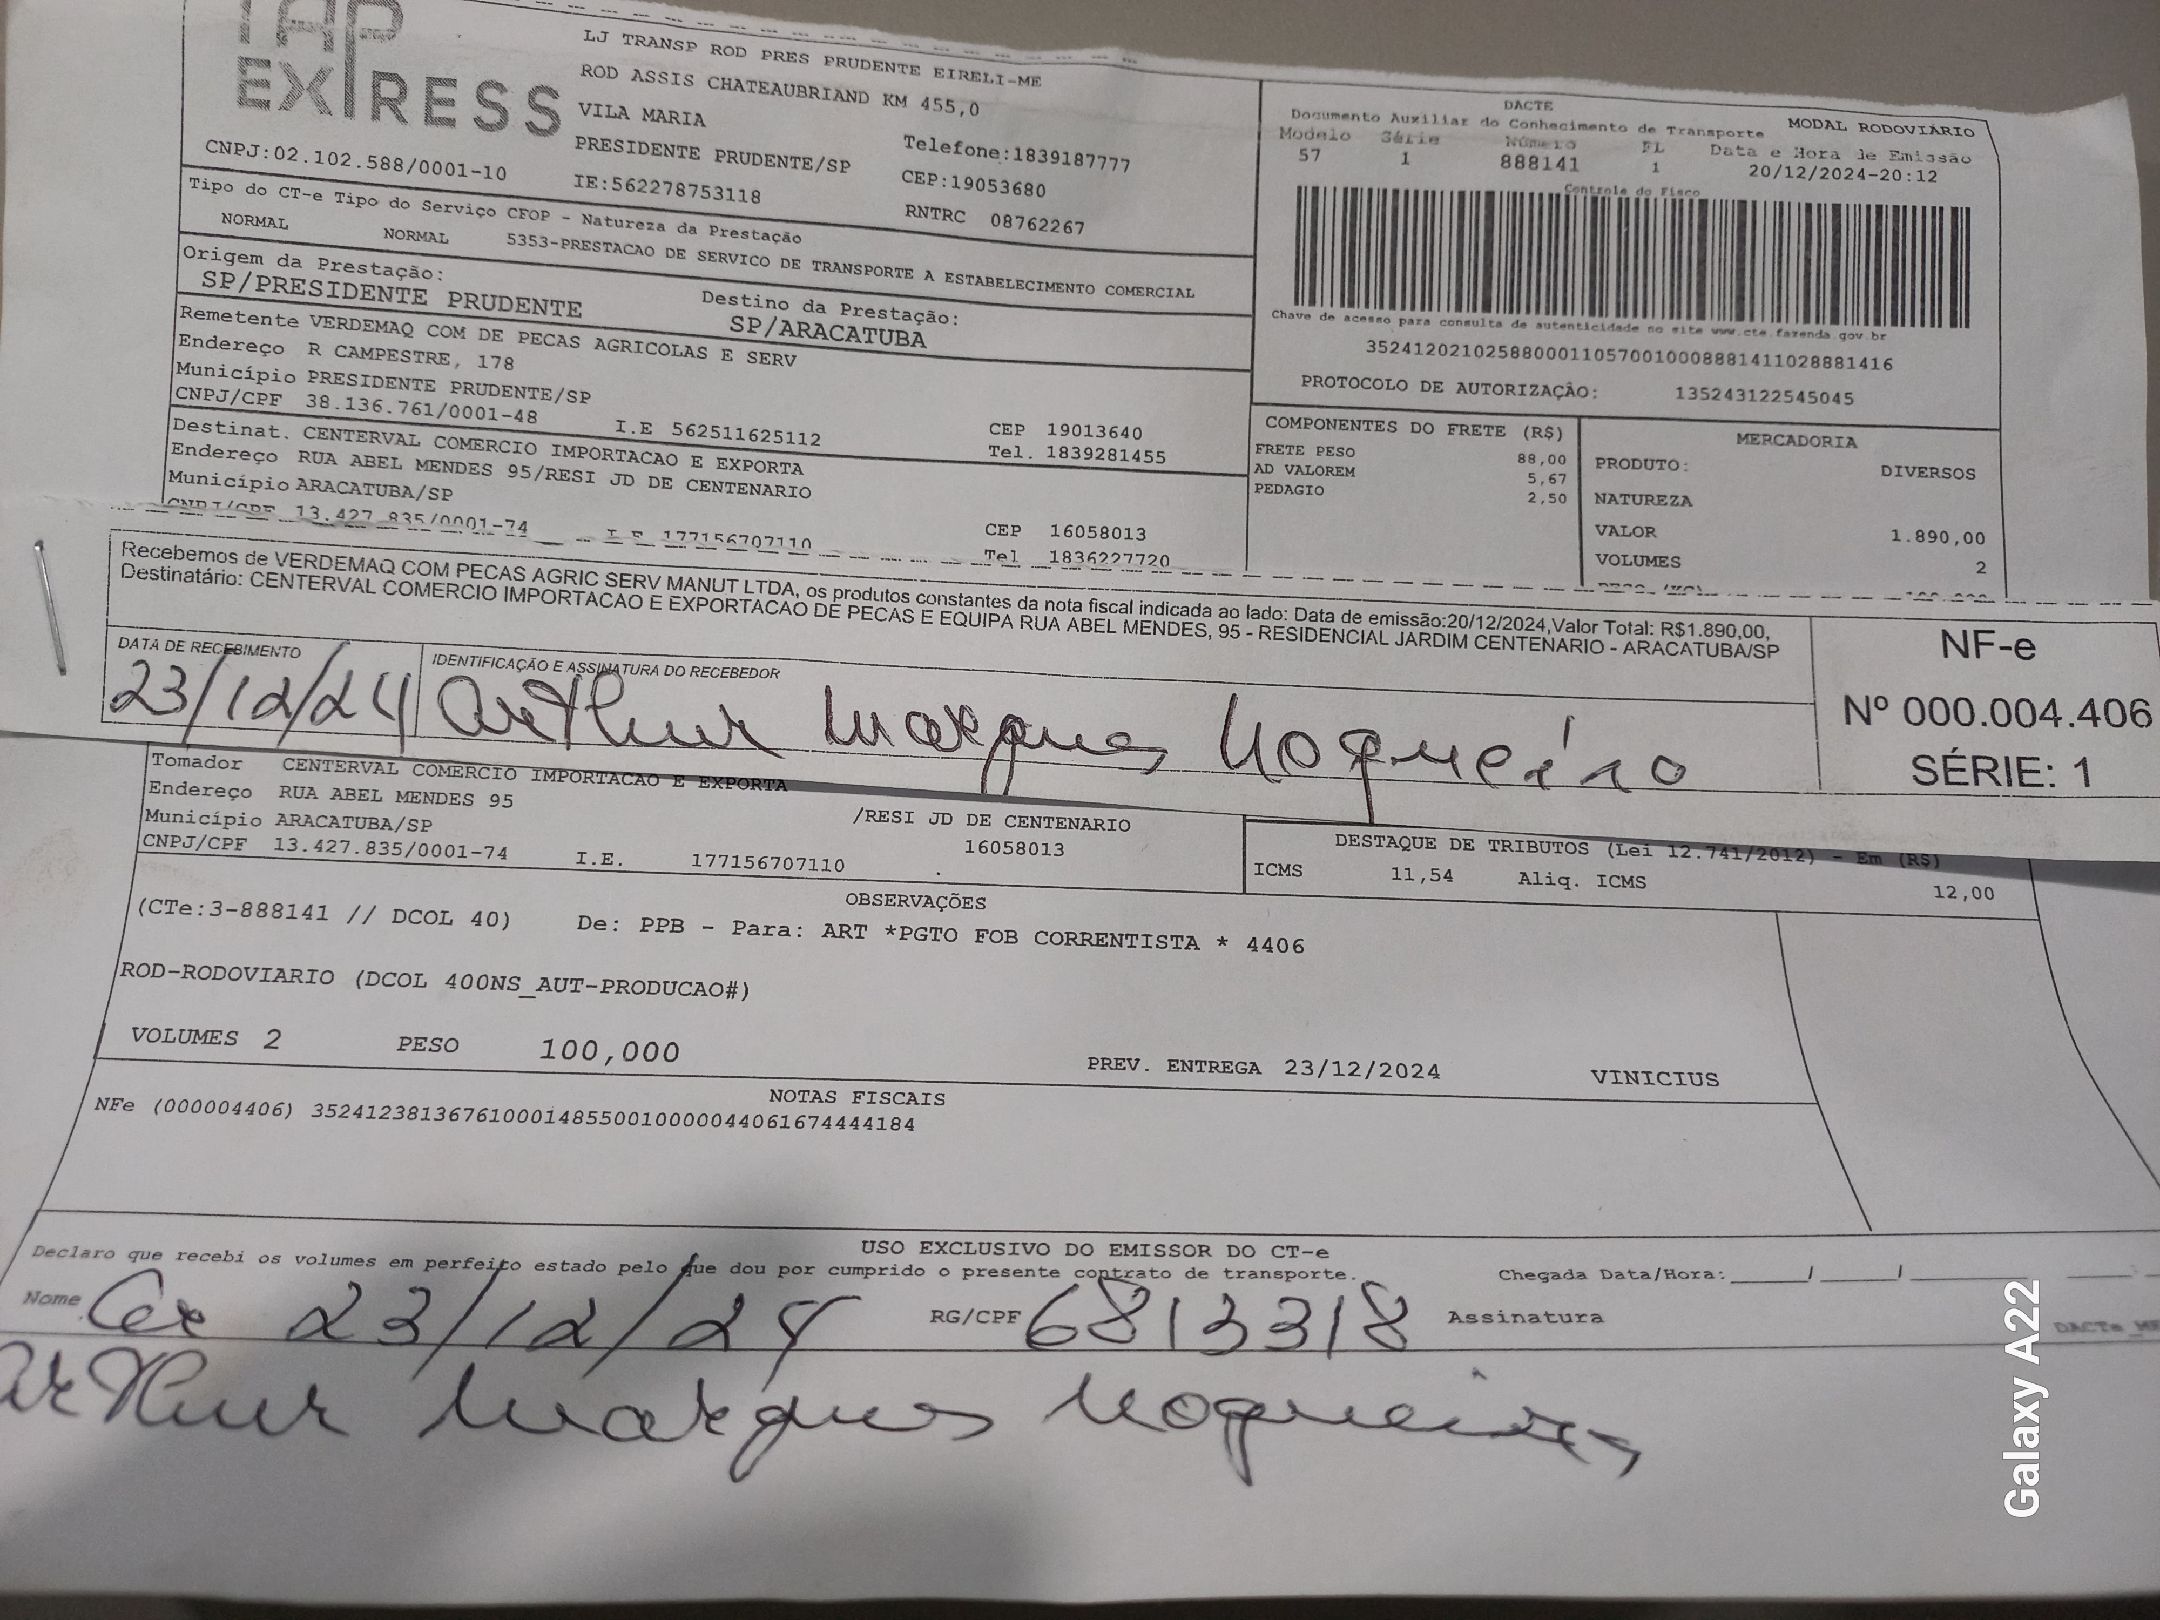 TAP
EXPRESS
LJ TRANSP ROD PRES PRUDENTE EIRELI-ME
ROD ASSIS CHATEAUBRIAND KM 455,0
VILA MARIA
PRESIDENTE PRUDENTE/SP Telefone:1839187777
CNPJ:02.102.588/0001-10 IE:562278753118 CEP:19053680
RNTRC 08762267
DACTE
Documento Auxiliar do Conhecimento de Transporte MODAL RODOVIÁRIO
Modelo Série Número FL Data e Hora de Emissão
57 1 888141 1 20/12/2024-20:12
Controle do Fisco
Chave de acesso para consulta de autenticidade no site www.cte.fazenda.gov.br
35241202102588000110570010008881411028881416
PROTOCOLO DE AUTORIZAÇÃO: 135243122545045
Tipo do CT-e Tipo do Serviço CFOP - Natureza da Prestação
NORMAL NORMAL 5353-PRESTACAO DE SERVICO DE TRANSPORTE A ESTABELECIMENTO COMERCIAL
Origem da Prestação: Destino da Prestação:
SP/PRESIDENTE PRUDENTE SP/ARACATUBA
Remetente VERDEMAQ COM DE PECAS AGRICOLAS E SERV
Endereço R CAMPESTRE, 178
Município PRESIDENTE PRUDENTE/SP CEP 19013640
CNPJ/CPF 38.136.761/0001-48 I.E 562511625112 Tel. 1839281455
Destinat. CENTERVAL COMERCIO IMPORTACAO E EXPORTA
Endereço RUA ABEL MENDES 95/RESI JD DE CENTENARIO
Município ARACATUBA/SP CEP 16058013
CNPJ/CPF 13.427.835/0001-74 I.E 177156707110 Tel 1836227720
COMPONENTES DO FRETE (R$)
FRETE PESO 88,00
AD VALOREM 5,67
PEDAGIO 2,50
MERCADORIA
PRODUTO: DIVERSOS
NATUREZA
VALOR 1.890,00
VOLUMES 2
Recebemos de VERDEMAQ COM PECAS AGRIC SERV MANUT LTDA, os produtos constantes da nota fiscal indicada ao lado: Data de emissão:20/12/2024,Valor Total: R$1.890,00,
Destinatário: CENTERVAL COMERCIO IMPORTACAO E EXPORTACAO DE PECAS E EQUIPA RUA ABEL MENDES, 95 - RESIDENCIAL JARDIM CENTENARIO - ARACATUBA/SP
DATA DE RECEBIMENTO IDENTIFICAÇÃO E ASSINATURA DO RECEBEDOR
23/12/24 Arthur Marques Noqueiro
NF-e
Nº 000.004.406
SÉRIE: 1
Tomador CENTERVAL COMERCIO IMPORTACAO E EXPORTA
Endereço RUA ABEL MENDES 95 /RESI JD DE CENTENARIO
Município ARACATUBA/SP 16058013
CNPJ/CPF 13.427.835/0001-74 I.E. 177156707110
DESTAQUE DE TRIBUTOS (Lei 12.741/2012) - Em (R$)
ICMS 11,54 Aliq. ICMS 12,00
OBSERVAÇÕES
(CTe:3-888141 // DCOL 40) De: PPB - Para: ART *PGTO FOB CORRENTISTA * 4406
ROD-RODOVIARIO (DCOL 400NS_AUT-PRODUCAO#)
VOLUMES 2 PESO 100,000 PREV. ENTREGA 23/12/2024 VINICIUS
NOTAS FISCAIS
NFe (000004406) 35241238136761000148550010000044061674444184
USO EXCLUSIVO DO EMISSOR DO CT-e
Declaro que recebi os volumes em perfeito estado pelo que dou por cumprido o presente contrato de transporte. Chegada Data/Hora:
Nome 23/12/24 RG/CPF 6813318 Assinatura
Arthur Marques Noqueira
Galaxy A22